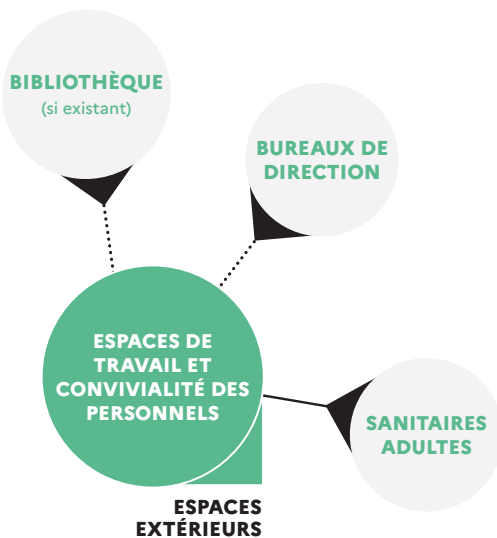 BIBLIOTHÈQUE
(si existant)
BUREAUX DE
DIRECTION
ESPACES DE
TRAVAIL ET
CONVIVIALITÉ DES
PERSONNELS
SANITAIRES
ADULTES
ESPACES
EXTÉRIEURS